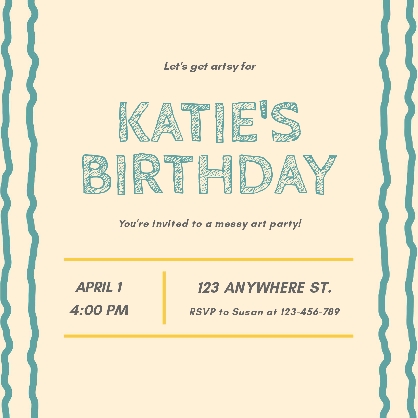 Let's get artsy for
KATIE'S
BIRTHDAY
You're invited to a messy art party!
APRIL 1
4:00 PM
123 ANYWHERE ST.
RSVP to Susan at 123-456-789